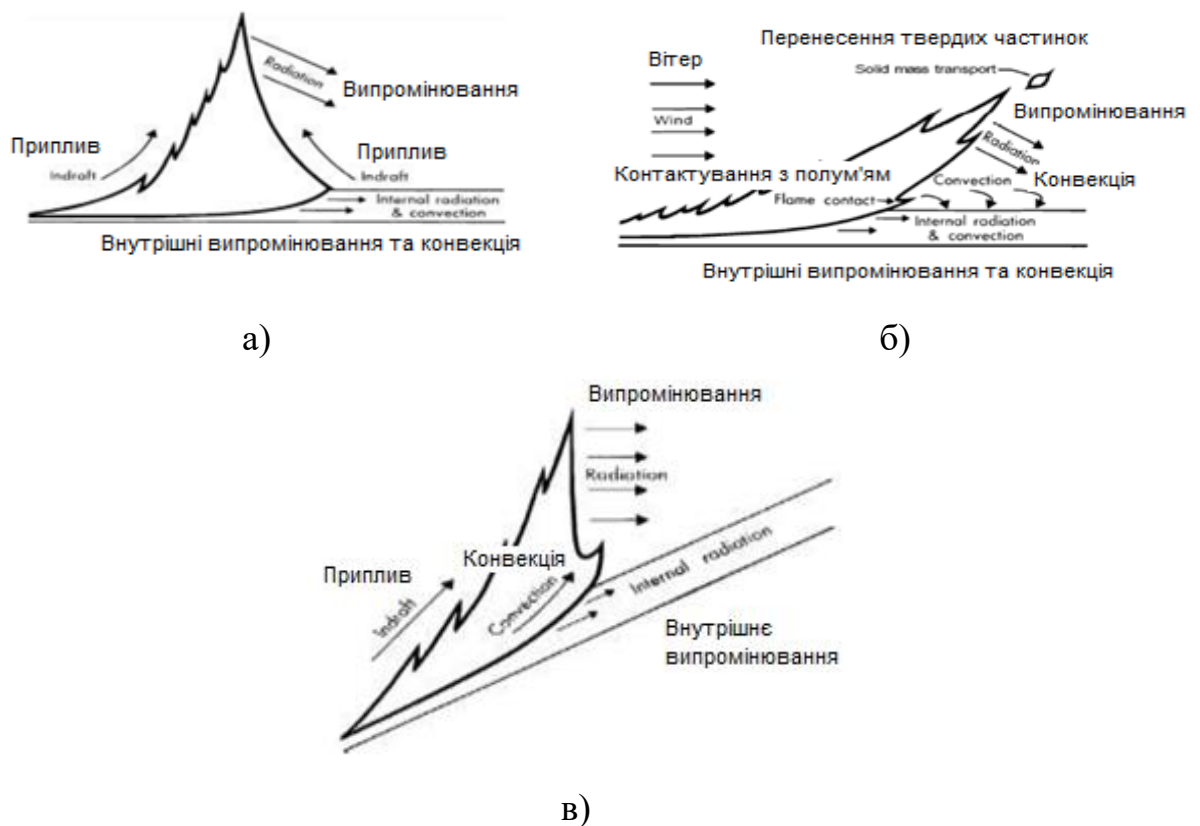 Radiation
Випромінювання
Приплив
Indraft
Приплив
Indraft
Internal radiation
& convection
Внутрішні випромінювання та конвекція
а)
Перенесення твердих частинок
Вітер
Solid mass transport
Wind
Випромінювання
Radiation
Контактування з полум'ям
Convection
Конвекція
Flame contact
Internal radiation
& convection
Внутрішні випромінювання та конвекція
б)
Випромінювання
Radiation
Приплив
Конвекція
Indraft
Convection
Internal radiation
Внутрішнє
випромінювання
в)